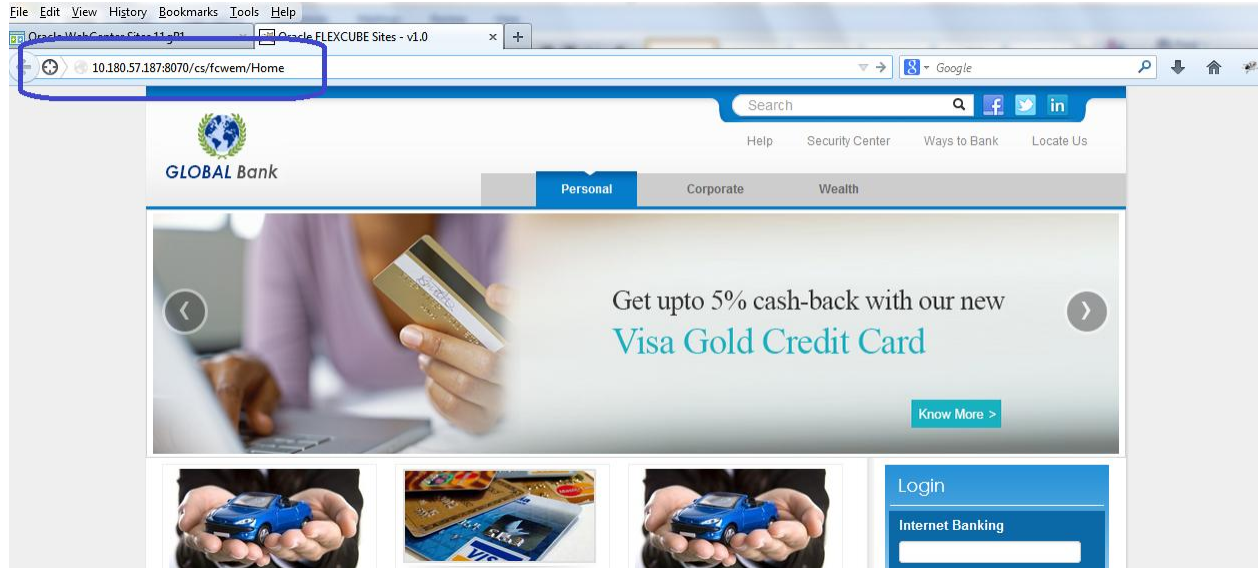 File Edit View History Bookmarks Tools Help
Oracle WebCenter Sites 11gR1 × Oracle FLEXCUBE Sites - v1.0 × +
10.180.57.187:8070/cs/fcwem/Home Google
Search
Help Security Center Ways to Bank Locate Us
GLOBAL Bank
Personal Corporate Wealth
Get upto 5% cash-back with our new
Visa Gold Credit Card
Know More >
Login
Internet Banking
VISA